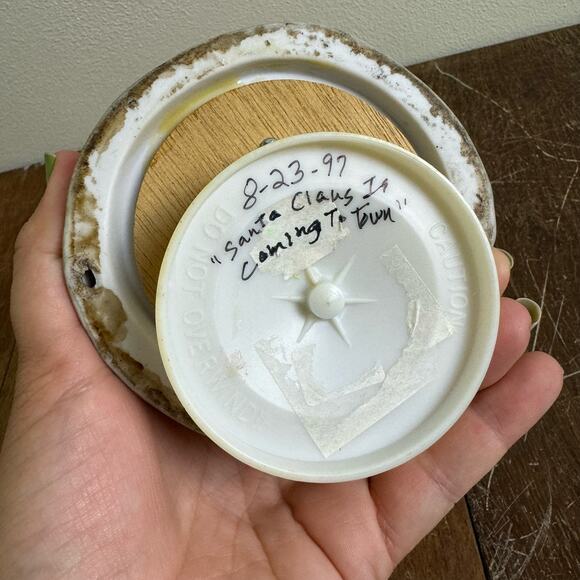 8-23-97
"Santa Claus Is
Coming To Town"
DO NOT OVERWIND
CAUTION